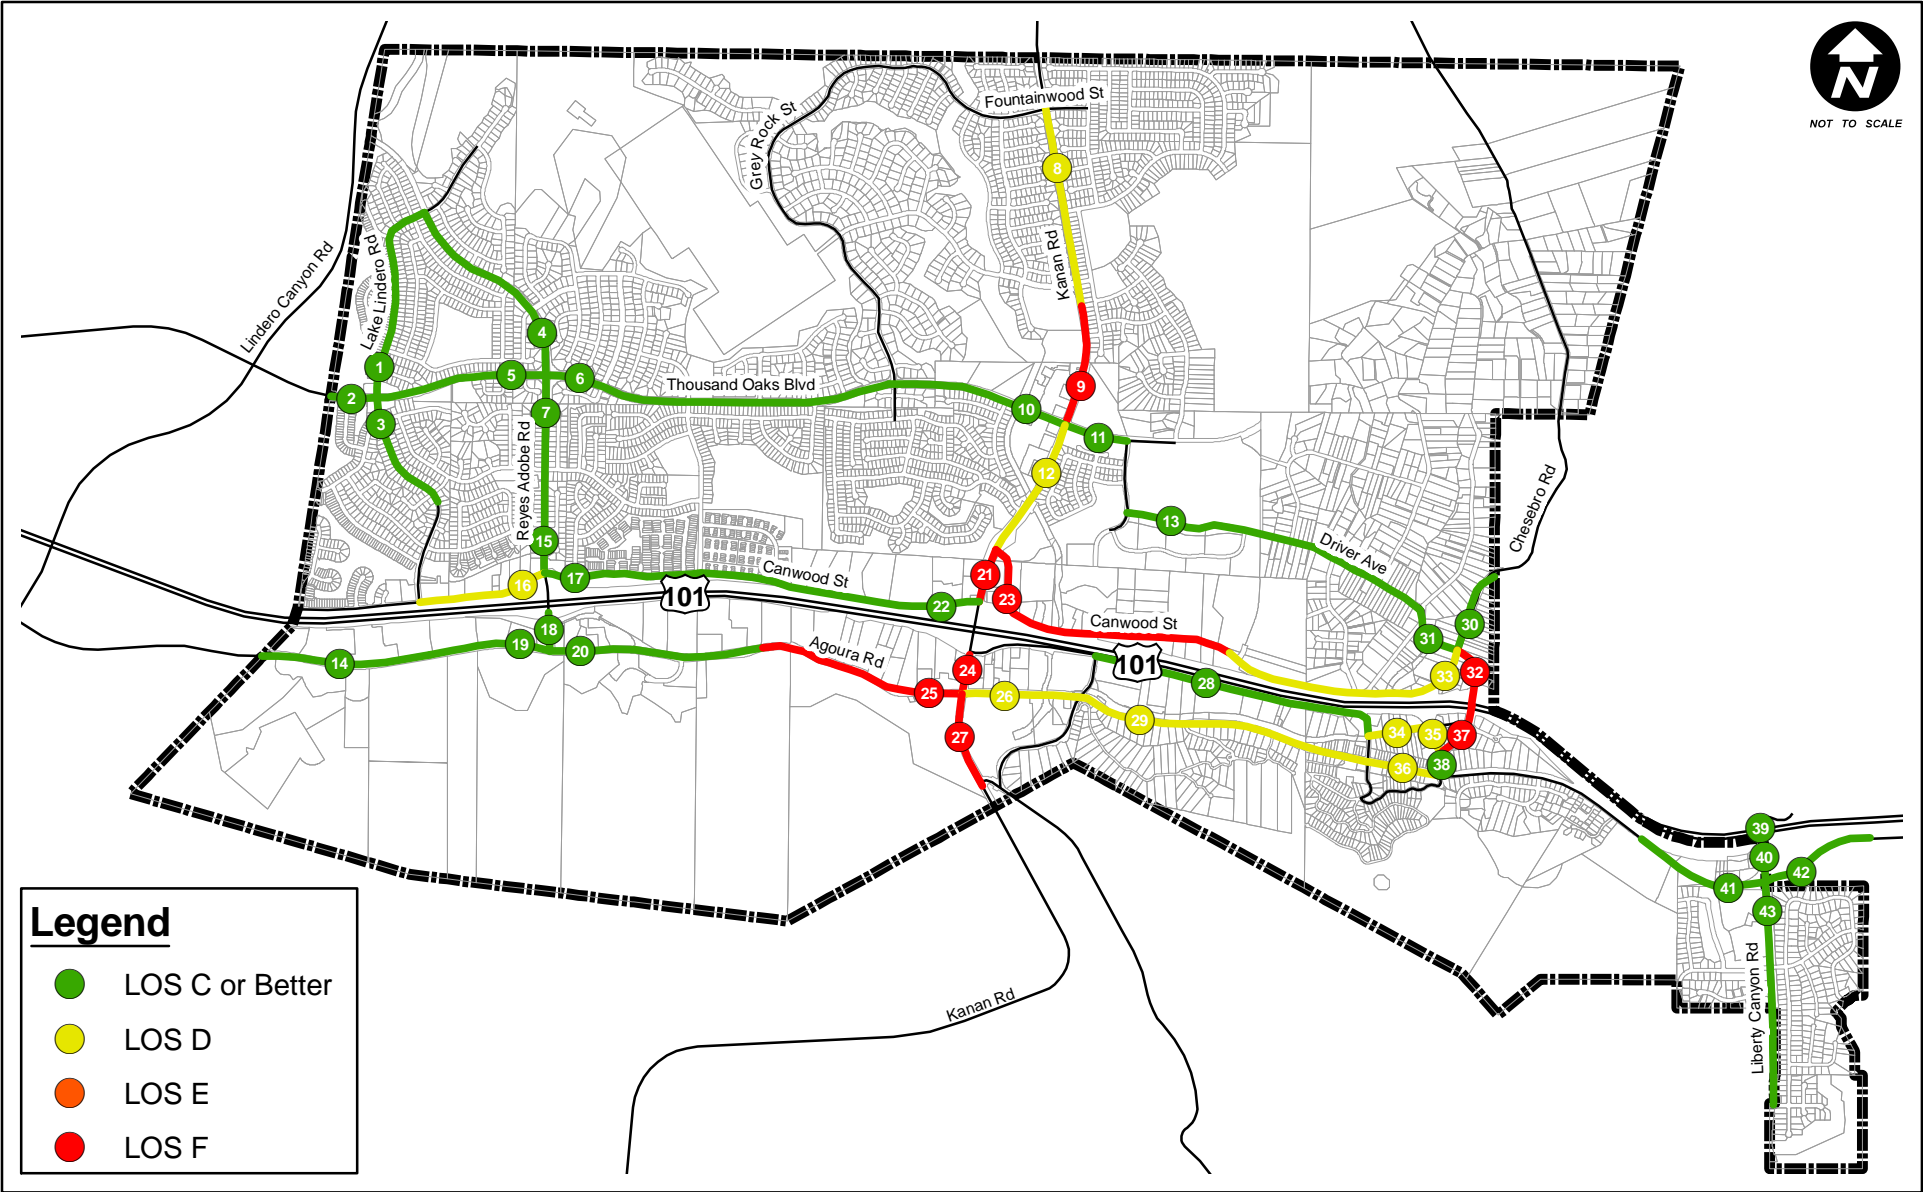 N
NOT TO SCALE
Fountainwood St
Grey Rock St
Kanan Rd
Lindero Canyon Rd
Lake Lindero Rd
8
4
1
5
6
Thousand Oaks Blvd
2
9
3
7
10
11
Reyes Adobe Rd
12
Chesebro Rd
13
15
Driver Ave
16
17
Canwood St
21
101
22
23
Canwood St
30
18
31
19
20
Agoura Rd
14
24
101
32
33
28
25
26
29
27
34
35
37
36
38
39
40
42
41
43
Liberty Canyon Rd
Kanan Rd
Legend
LOS C or Better
LOS D
LOS E
LOS F